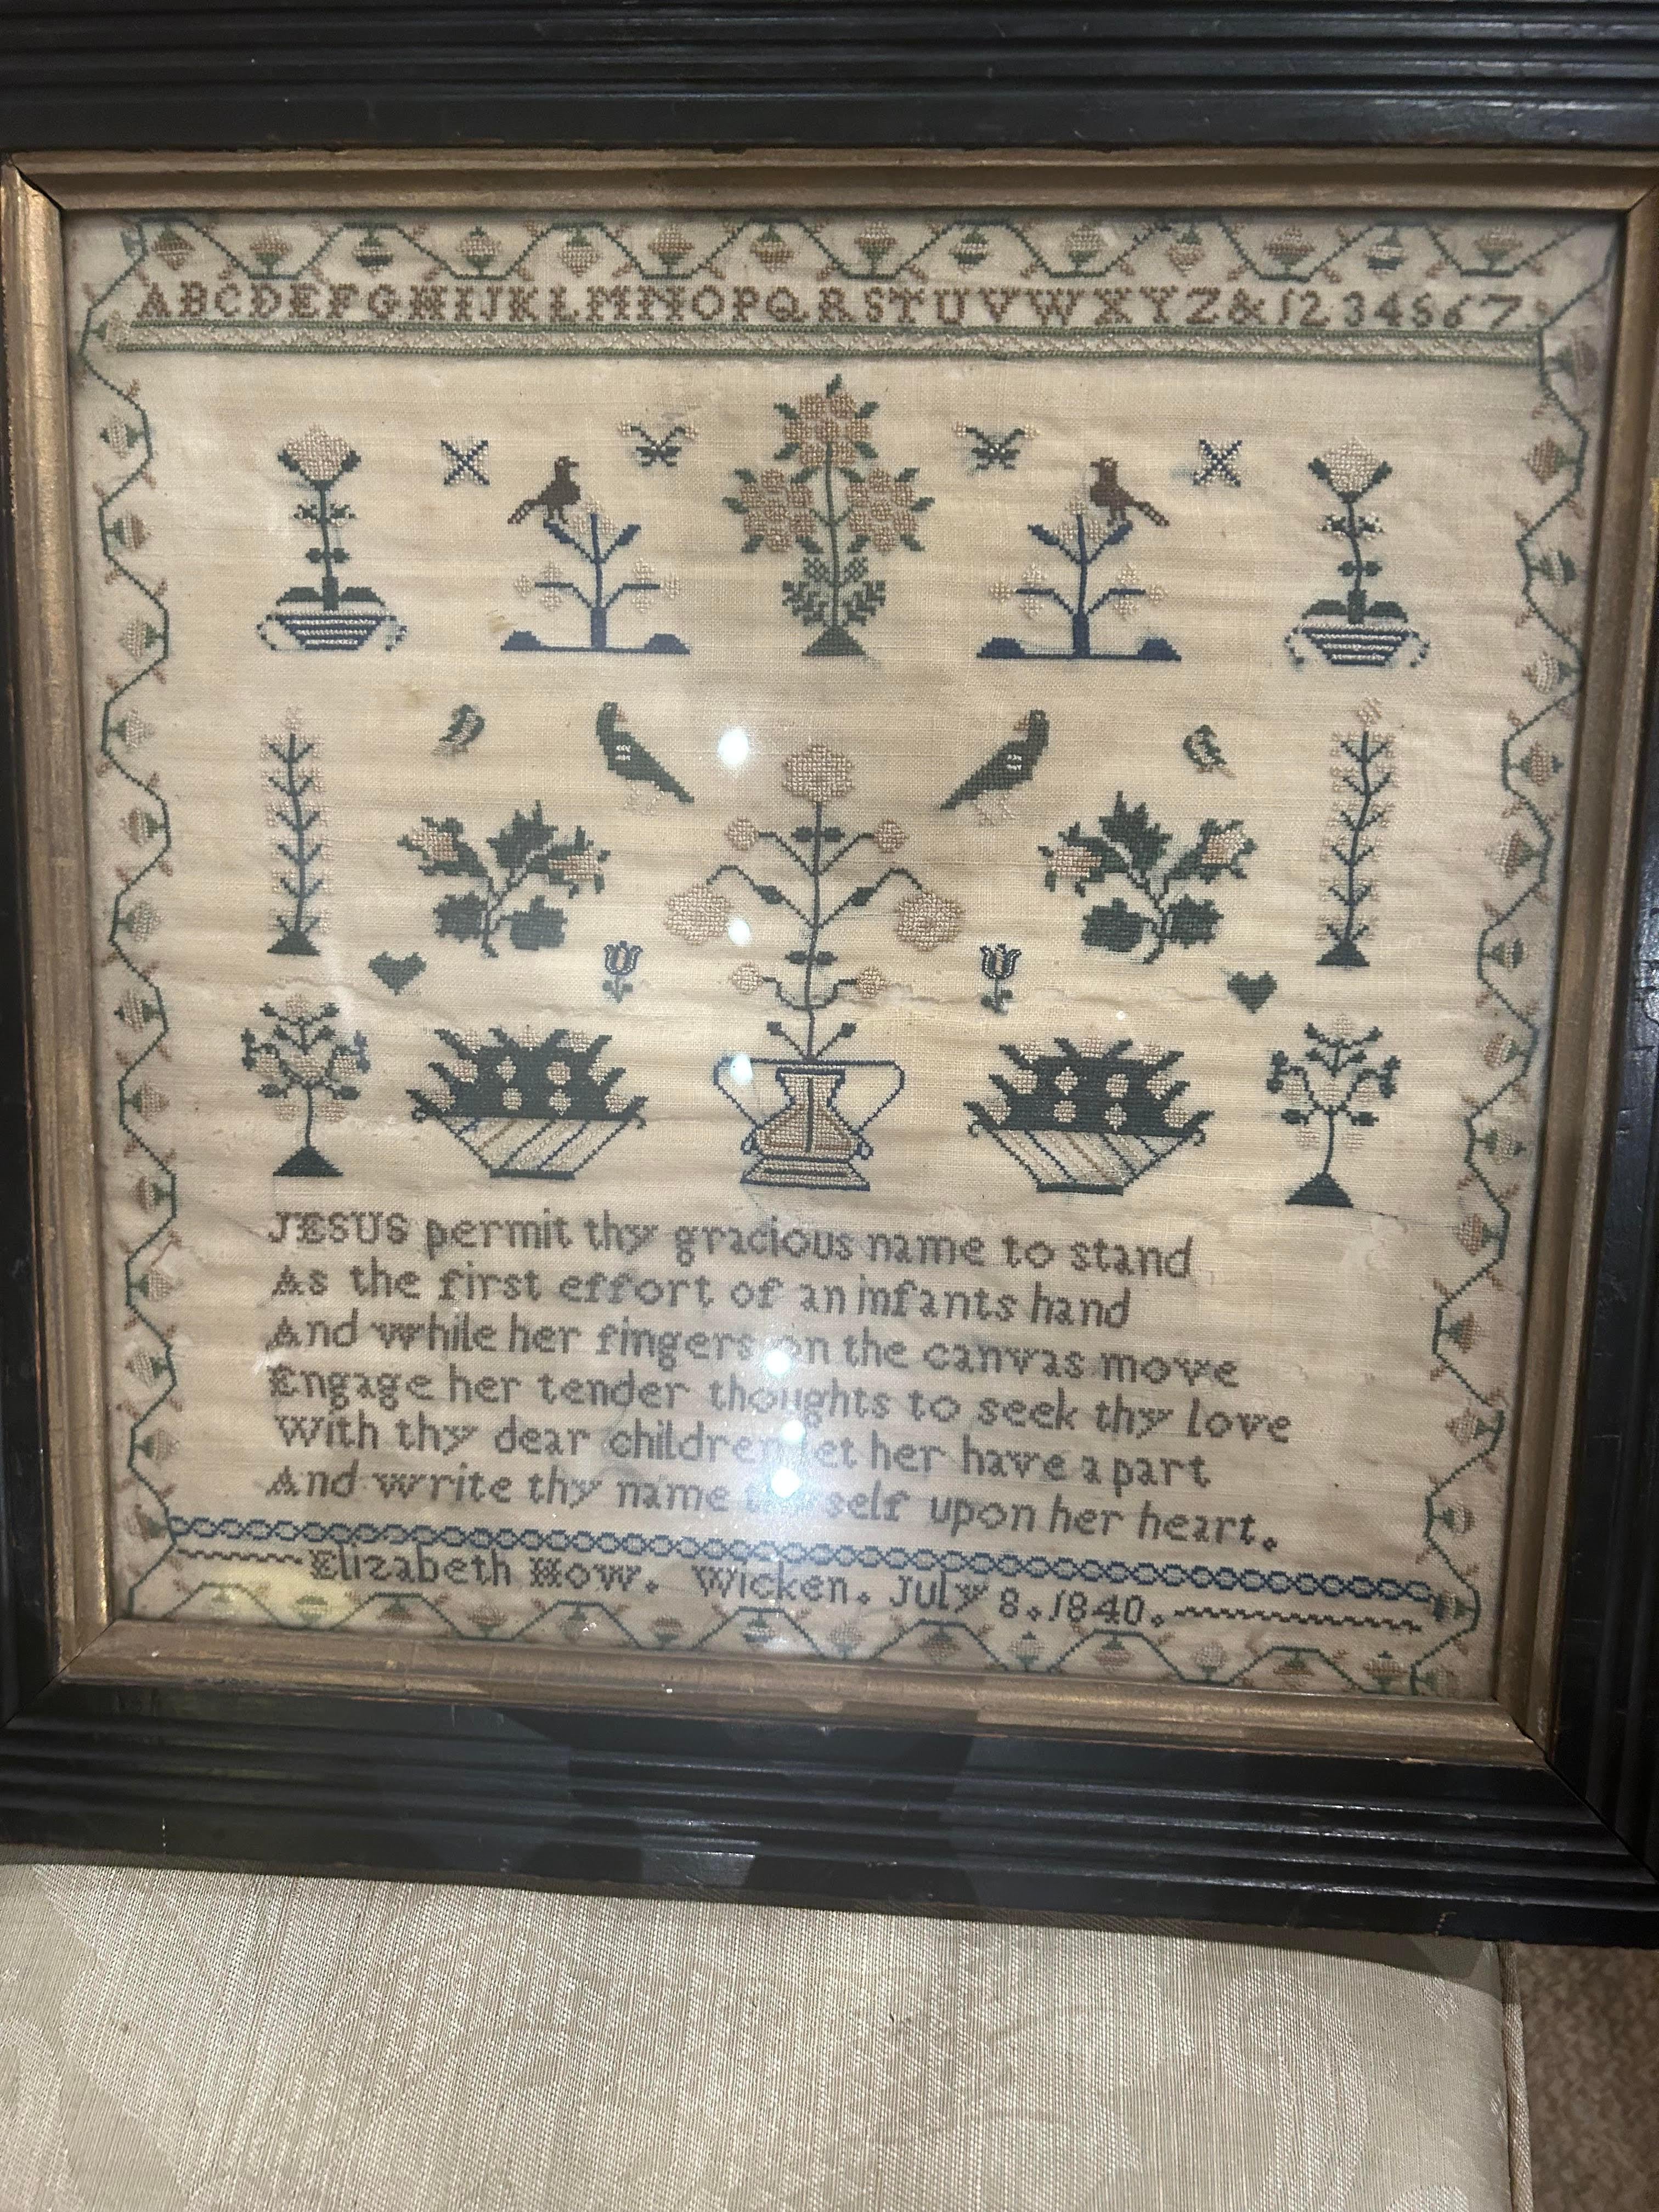 ABCDEFGHIJKLMNOPQRSTUVWXYZ&1234567
JESUS permit thy gracious name to stand
As the first effort of an infants hand
And while her fingers on the canvas move
Engage her tender thoughts to seek thy love
With thy dear children let her have a part
And write thy name thyself upon her heart.
Elizabeth How. Wicken. July 8. 1840.